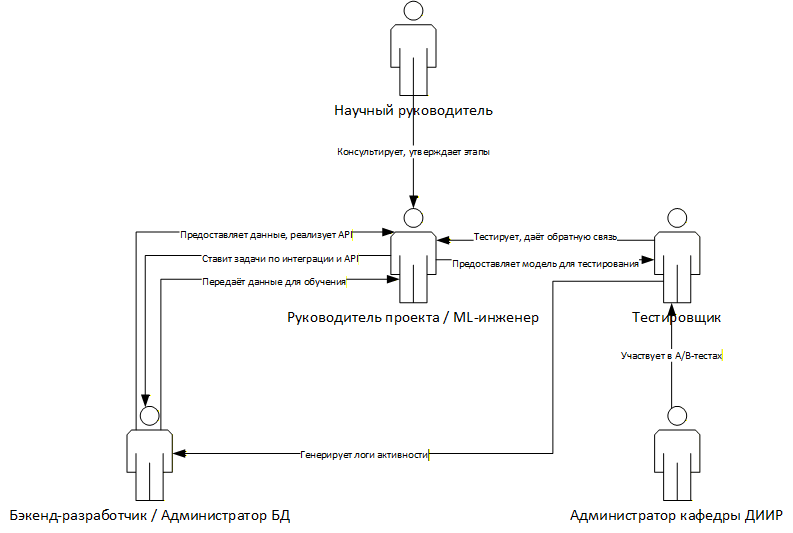 Научный руководитель
Консультирует, утверждает этапы
Предоставляет данные, реализует API
Тестирует, даёт обратную связь
Ставит задачи по интеграции и API
Предоставляет модель для тестирования
Передаёт данные для обучения
Руководитель проекта / ML-инженер
Тестировщик
Участвует в A/B-тестах
Генерирует логи активности
Бэкенд-разработчик / Администратор БД
Администратор кафедры ДИИР